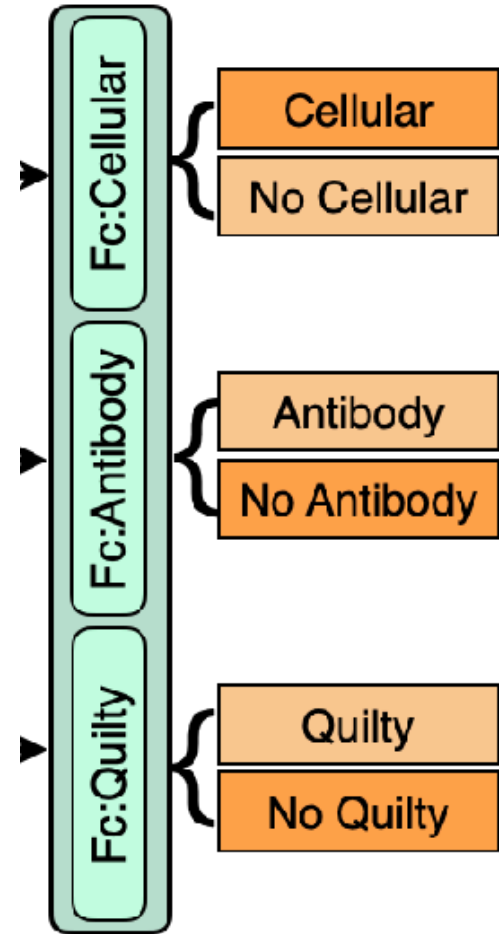 Fc:Cellular
Cellular
No Cellular
Fc:Antibody
Antibody
No Antibody
Fc:Quilty
Quilty
No Quilty